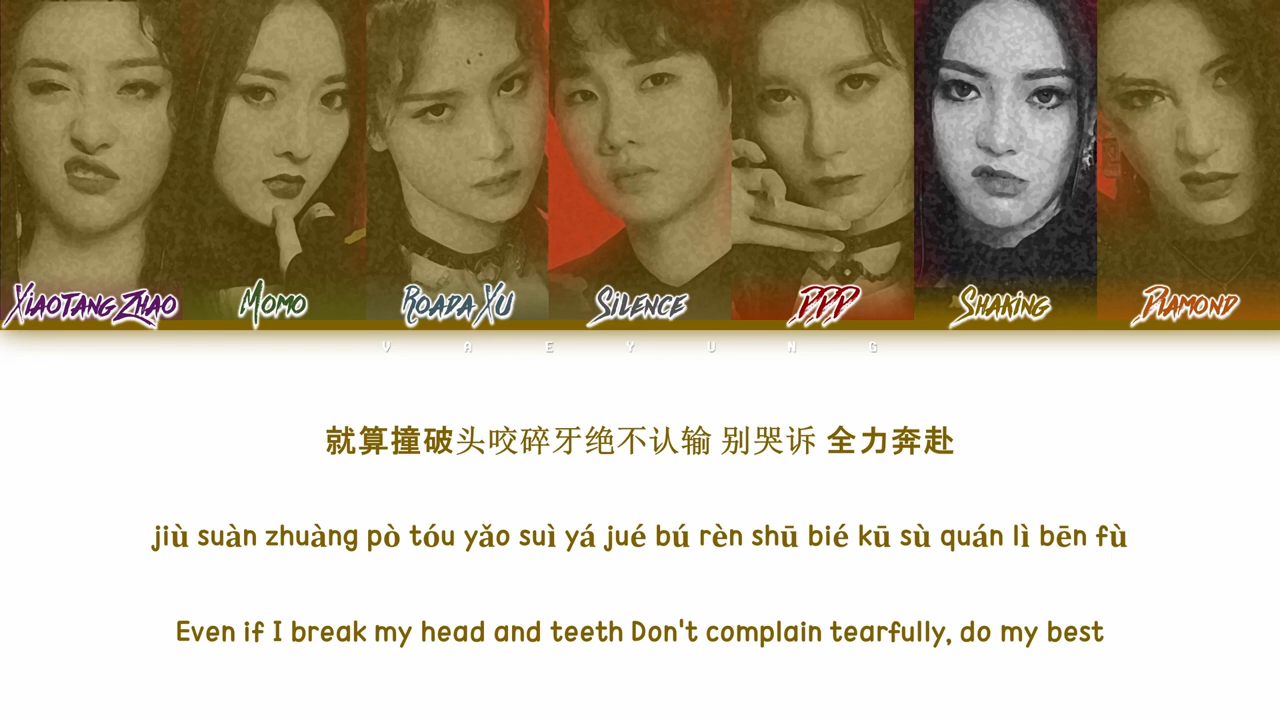 XIAOTANG ZHAO MOMO ROADA XU SILENCE PPP SHAKING DIAMOND
V A E Y U N G
就算撞破头咬碎牙绝不认输 别哭诉 全力奔赴
jiù suàn zhuàng pò tóu yǎo suì yá jué bú rèn shū bié kū sù quán lì bēn fù
Even if I break my head and teeth Don't complain tearfully, do my best